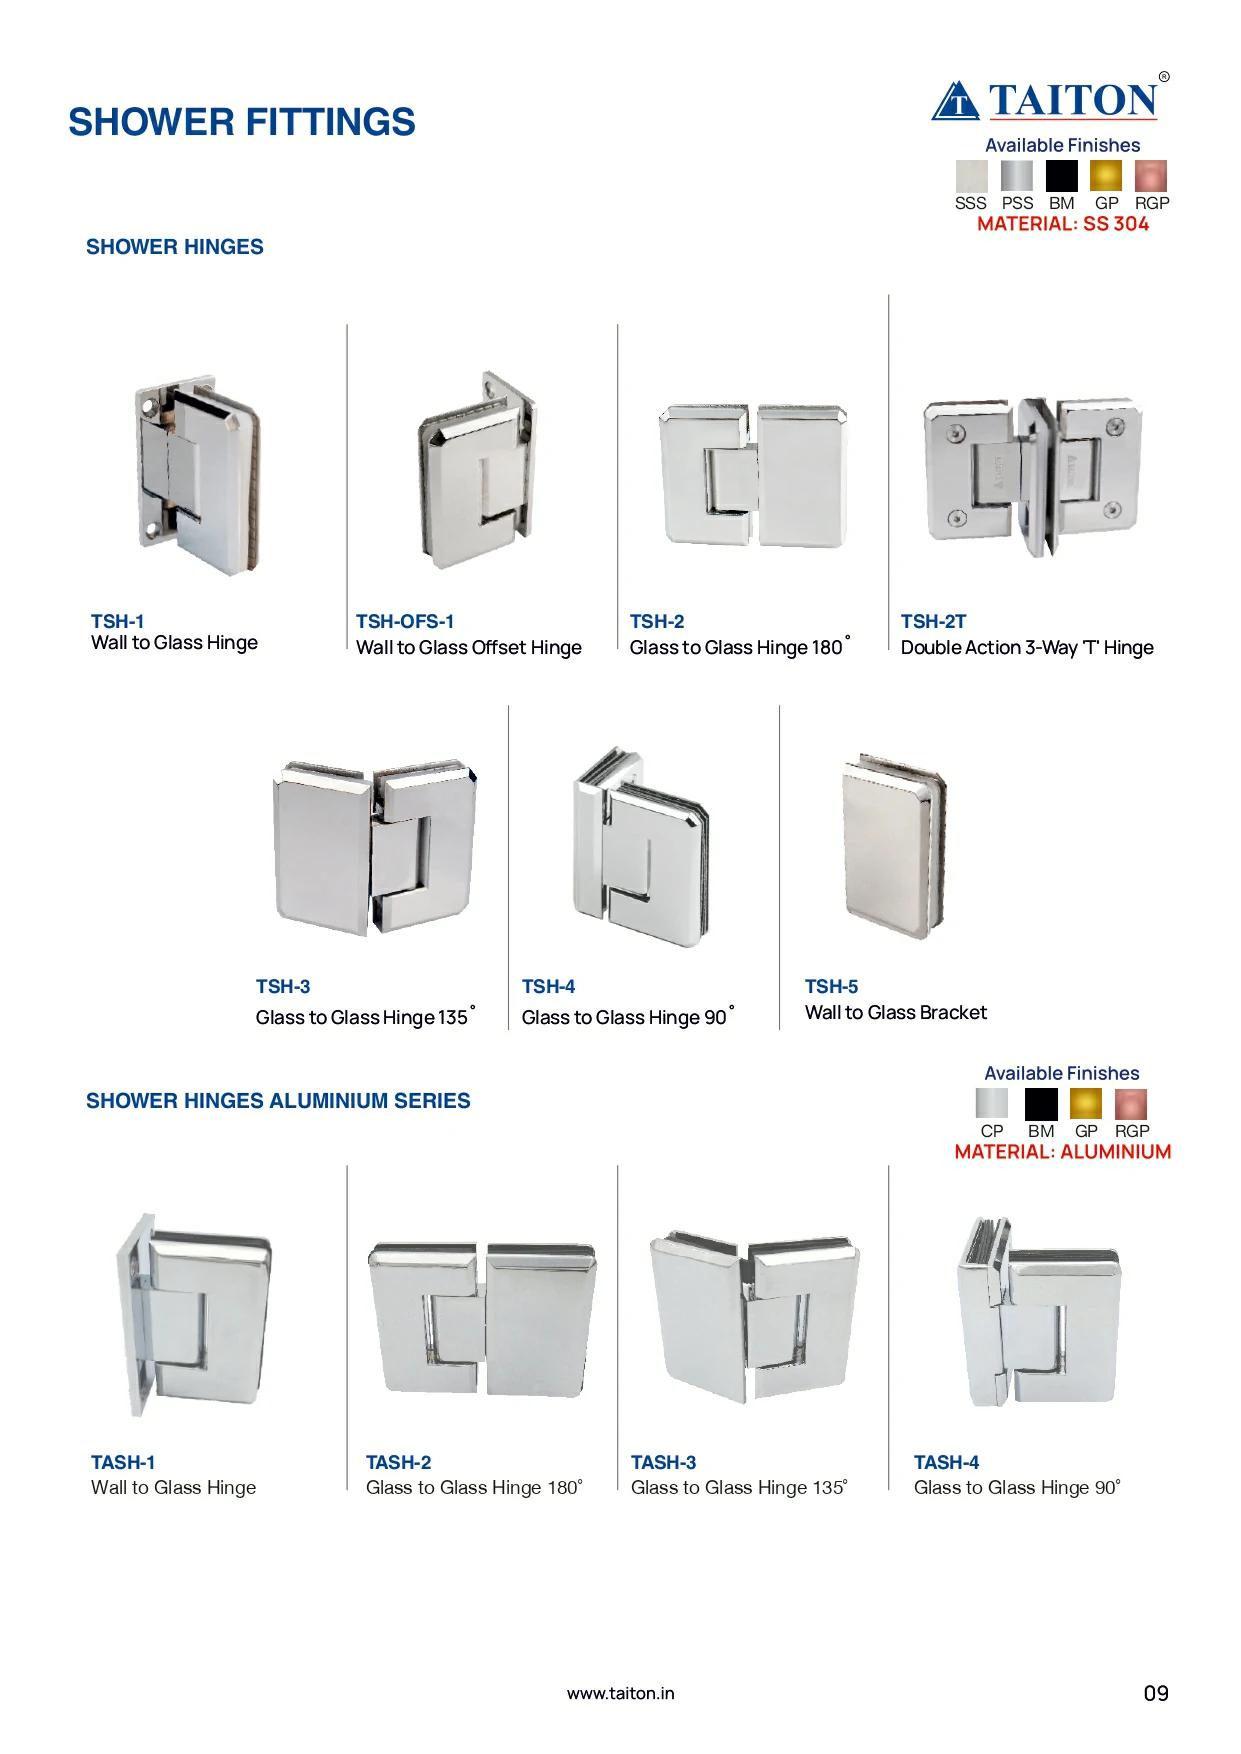 SHOWER FITTINGS
TAITON®
Available Finishes
SSS PSS BM GP RGP
MATERIAL: SS 304
SHOWER HINGES
TSH-1
Wall to Glass Hinge
TSH-OFS-1
Wall to Glass Offset Hinge
TSH-2
Glass to Glass Hinge 180°
TSH-2T
Double Action 3-Way 'T' Hinge
TSH-3
Glass to Glass Hinge 135°
TSH-4
Glass to Glass Hinge 90°
TSH-5
Wall to Glass Bracket
SHOWER HINGES ALUMINIUM SERIES
Available Finishes
CP BM GP RGP
MATERIAL: ALUMINIUM
TASH-1
Wall to Glass Hinge
TASH-2
Glass to Glass Hinge 180°
TASH-3
Glass to Glass Hinge 135°
TASH-4
Glass to Glass Hinge 90°
www.taiton.in
09